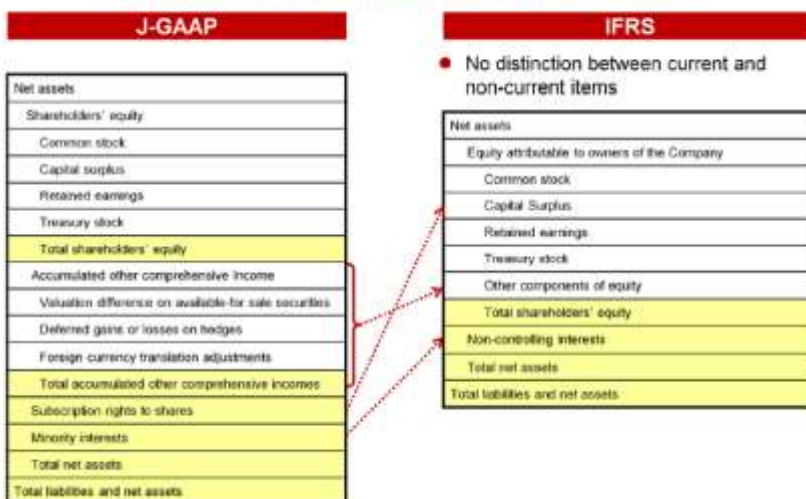 J-GAAP
Net assets
Shareholders' equity
Common stock
Capital surplus
Retained earnings
Treasury stock
Total shareholders' equity
Accumulated other comprehensive Income
Valuation difference on available-for sale securities
Deferred gains or losses on hedges
Foreign currency translation adjustments
Total accumulated other comprehensive incomes
Subscription rights to shares
Minority interests
Total net assets
Total liabilities and net assets
IFRS
No distinction between current and
non-current items
Net assets
Equity attributable to owners of the Company
Common stock
Capital Surplus
Retained earnings
Treasury stock
Other components of equity
Total shareholders' equity
Non-controlling interests
Total net assets
Total liabilities and net assets